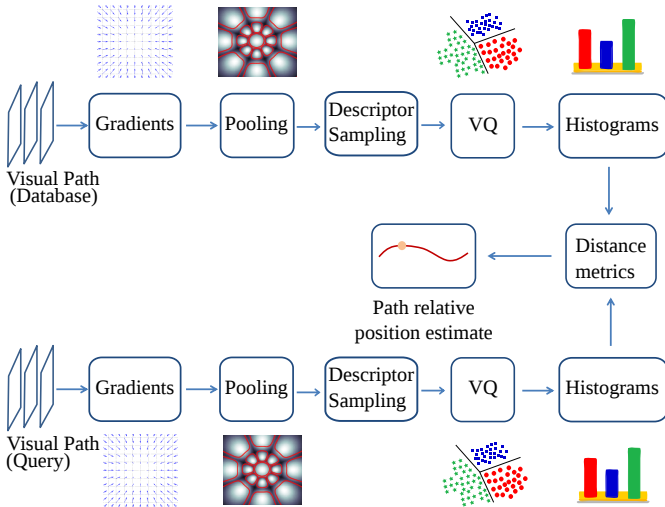 Gradients
Pooling
Descriptor
Sampling
VQ
Histograms
Visual Path
(Database)
Distance
metrics
Path relative
position estimate
Gradients
Pooling
Descriptor
Sampling
VQ
Histograms
Visual Path
(Query)